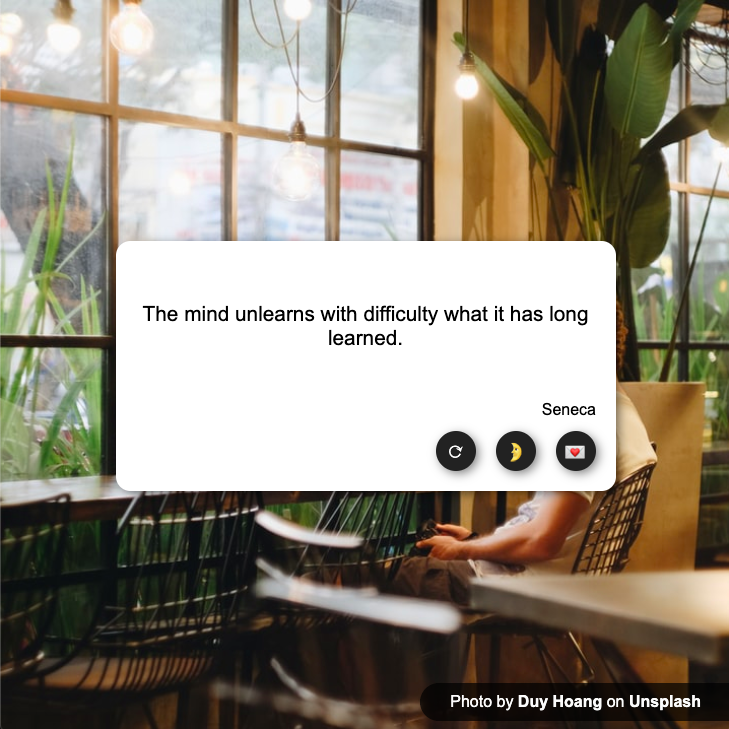 The mind unlearns with difficulty what it has long
learned.
Seneca
Photo by Duy Hoang on Unsplash